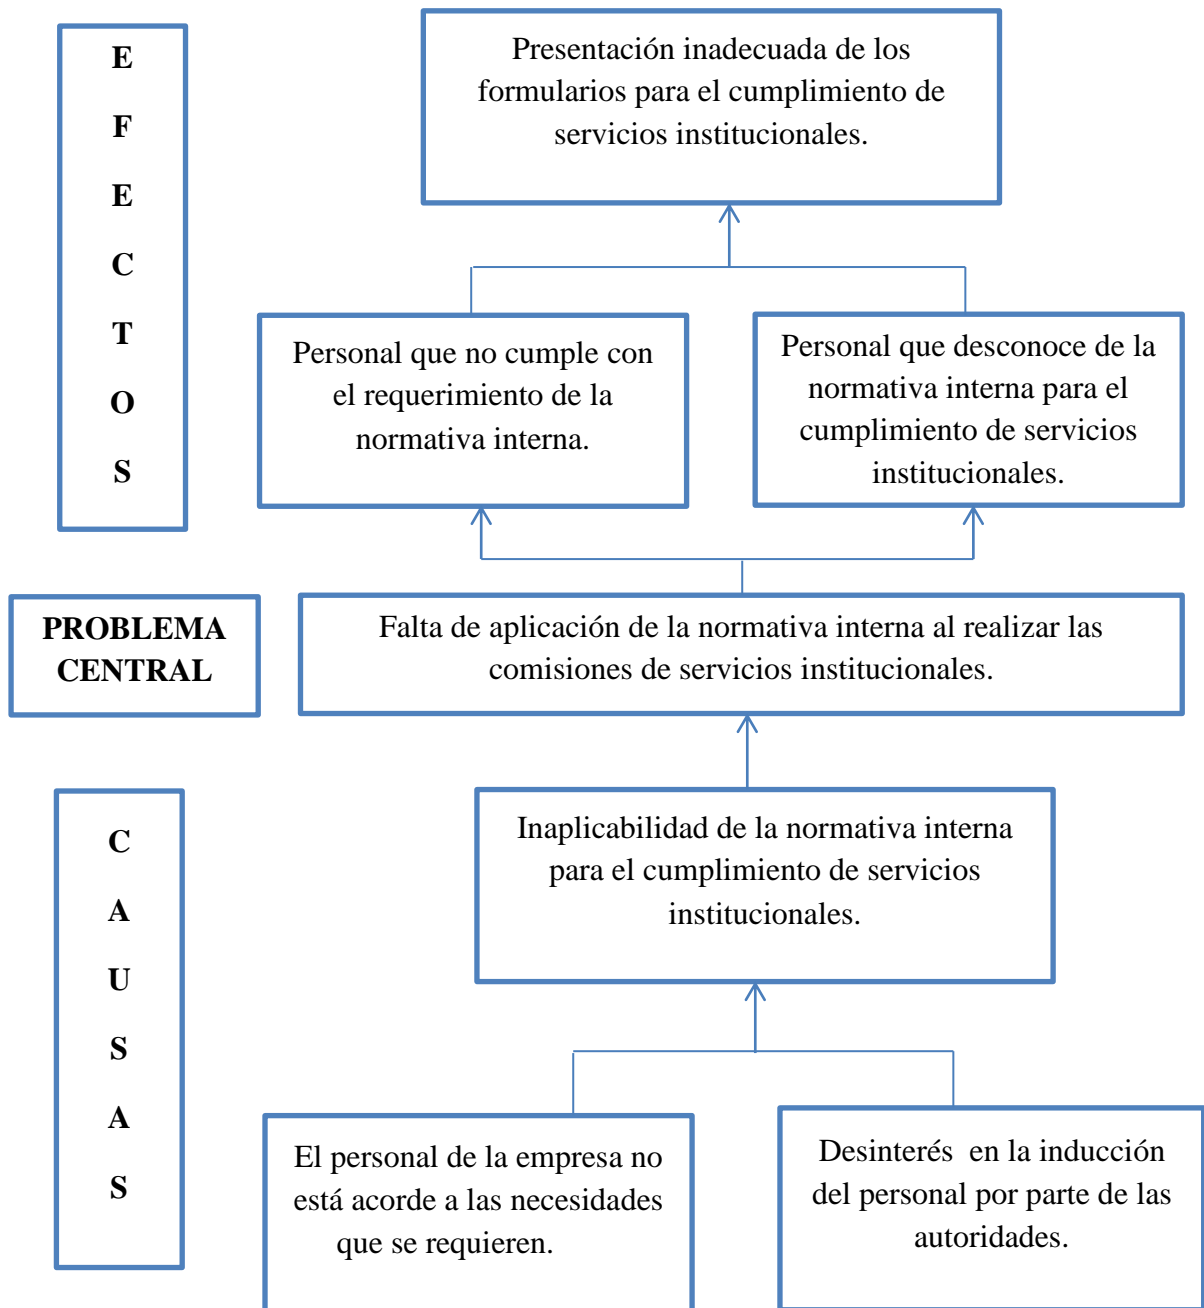 E
F
E
C
T
O
S
Presentación inadecuada de los
formularios para el cumplimiento de
servicios institucionales.
Personal que no cumple con
el requerimiento de la
normativa interna.
Personal que desconoce de la
normativa interna para el
cumplimiento de servicios
institucionales.
PROBLEMA
CENTRAL
Falta de aplicación de la normativa interna al realizar las
comisiones de servicios institucionales.
C
A
U
S
A
S
Inaplicabilidad de la normativa interna
para el cumplimiento de servicios
institucionales.
El personal de la empresa no
está acorde a las necesidades
que se requieren.
Desinterés en la inducción
del personal por parte de las
autoridades.